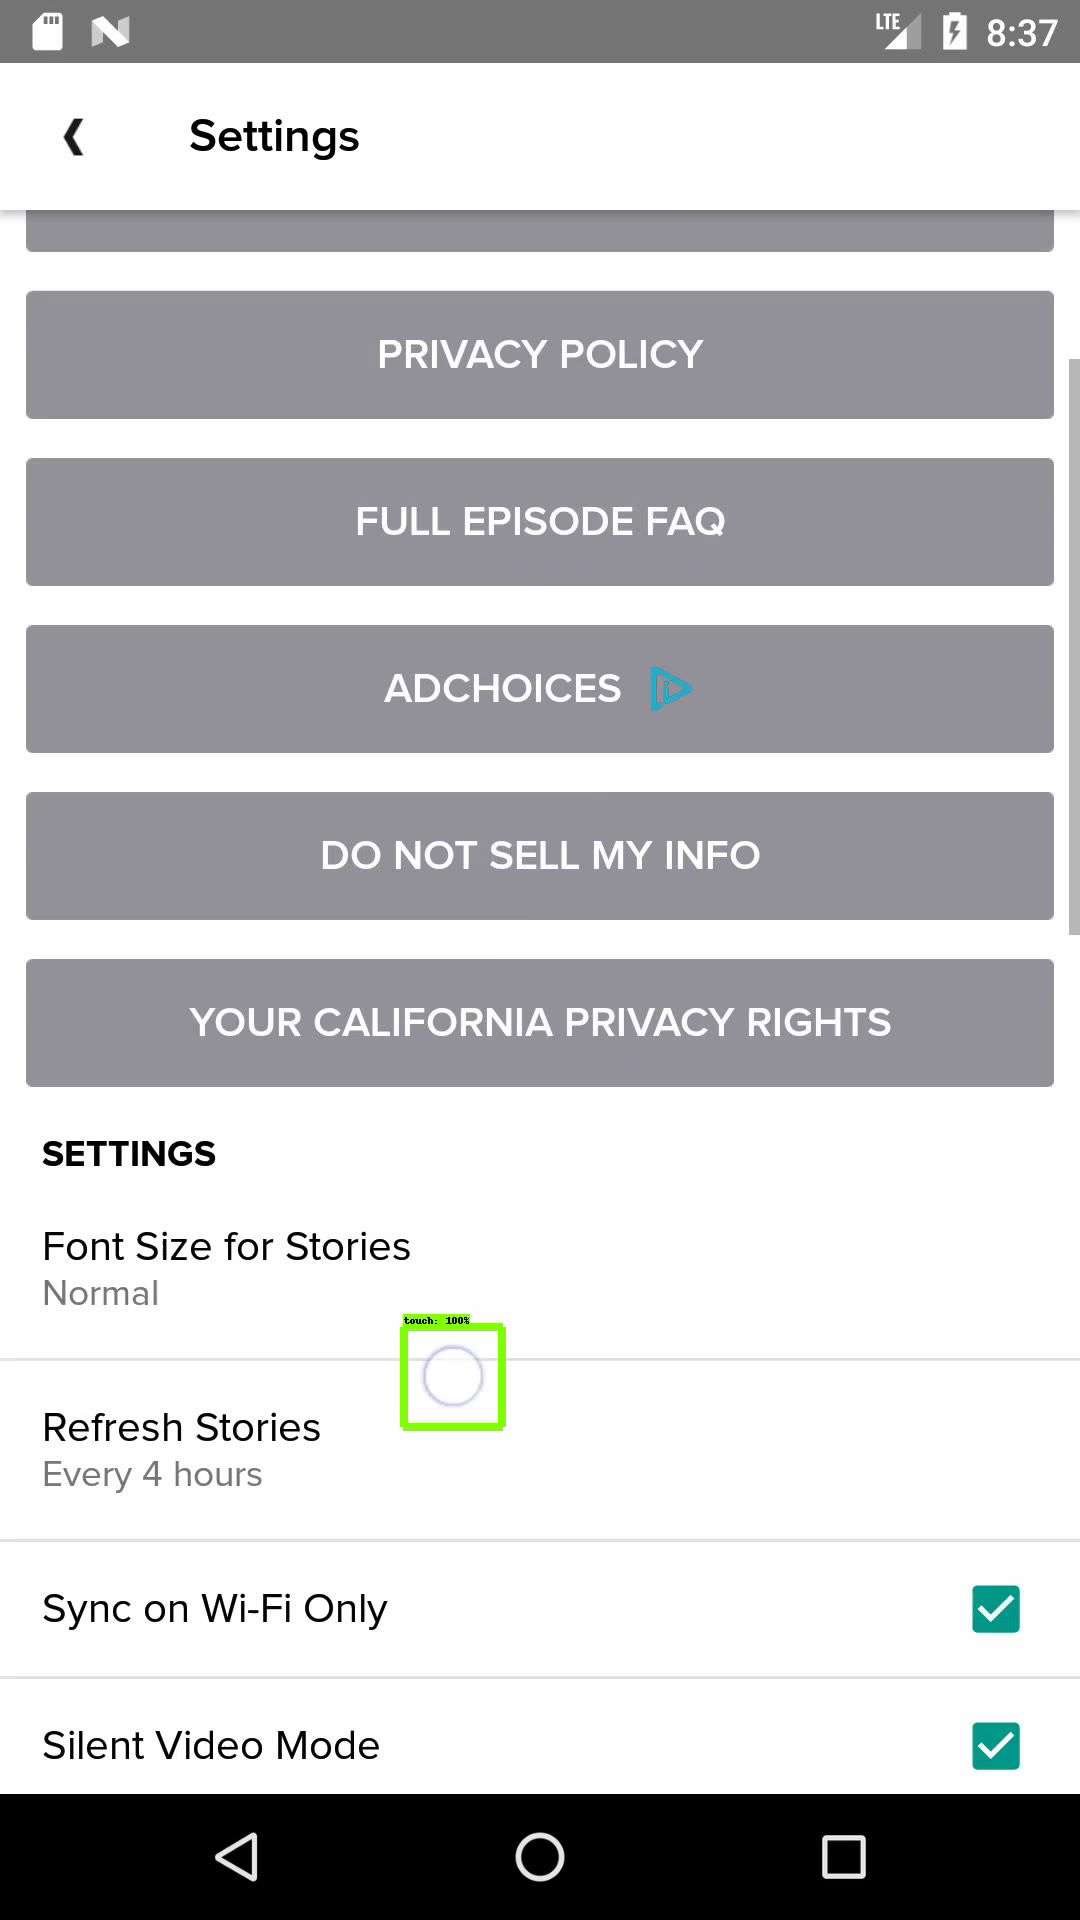 LTE 8:37
Settings
PRIVACY POLICY
FULL EPISODE FAQ
ADCHOICES
DO NOT SELL MY INFO
YOUR CALIFORNIA PRIVACY RIGHTS
SETTINGS
Font Size for Stories
Normal
touch: 100%
Refresh Stories
Every 4 hours
Sync on Wi-Fi Only
Silent Video Mode